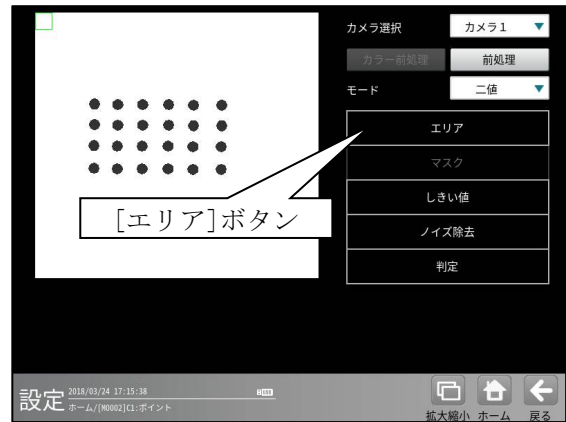 カメラ選択 カメラ1
カラー前処理 前処理
モード 二値
エリア
マスク
しきい値
[エリア]ボタン
ノイズ除去
判定
設定 2018/03/24 17:15:38
ホーム/[M0002]C1:ポイント
拡大縮小 ホーム 戻る